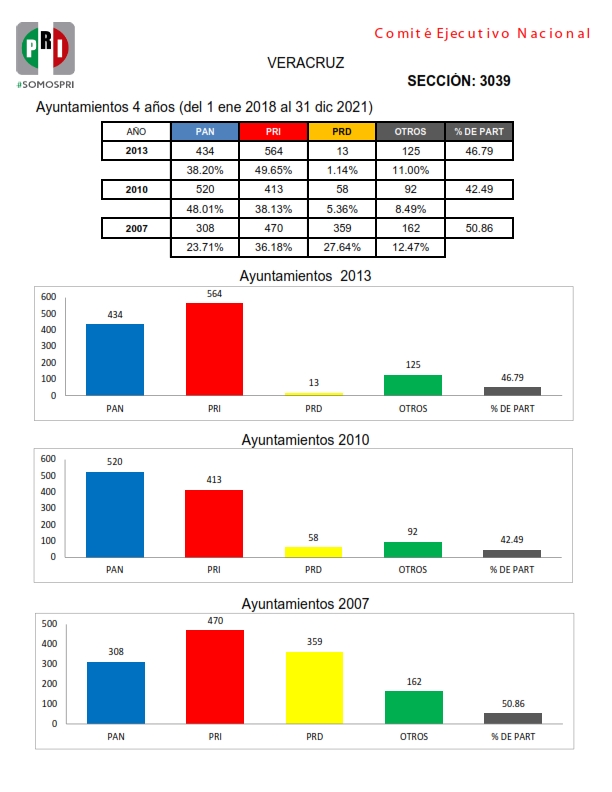 Comité Ejecutivo Nacional
PRI
#SOMOSPRI
VERACRUZ
SECCIÓN: 3039
Ayuntamientos 4 años (del 1 ene 2018 al 31 dic 2021)
AÑO PAN PRI PRD OTROS % DE PART
2013 434 564 13 125 46.79
38.20% 49.65% 1.14% 11.00%
2010 520 413 58 92 42.49
48.01% 38.13% 5.36% 8.49%
2007 308 470 359 162 50.86
23.71% 36.18% 27.64% 12.47%
Ayuntamientos 2013
600
500
400
300
200
100
0
434 564 13 125 46.79
PAN PRI PRD OTROS % DE PART
Ayuntamientos 2010
600
500
400
300
200
100
0
520 413 58 92 42.49
PAN PRI PRD OTROS % DE PART
Ayuntamientos 2007
500
400
300
200
100
0
308 470 359 162 50.86
PAN PRI PRD OTROS % DE PART